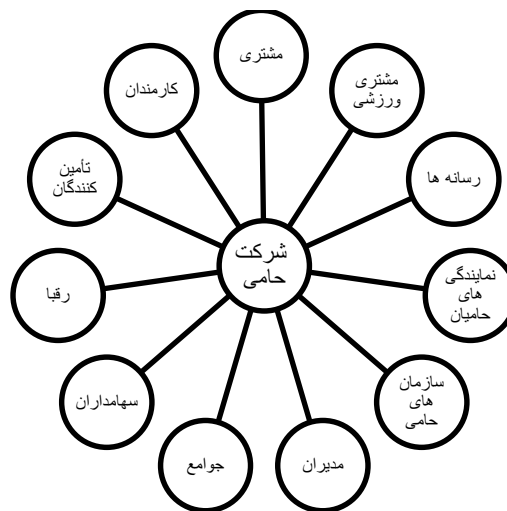 مشتری
مشتری
ورزشی
رسانه ها
نمایندگی
های
حامیان
سازمان
های
حامی
مدیران
جوامع
سهامداران
رقبا
تأمین
کنندگان
کارمندان
شرکت
حامی